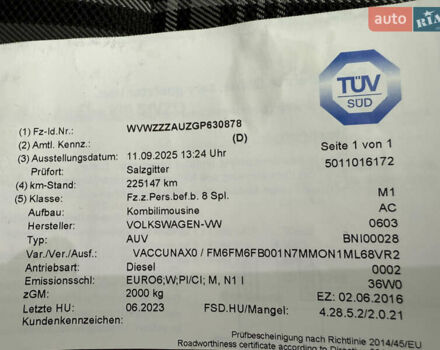 auto RIA
TÜV
SÜD
(1) Fz-Id.Nr.: WVWZZZAUZGP630878
(2) Amtl. Kennz.: (D) Seite 1 von 1
(3) Ausstellungsdatum: 11.09.2025 13:24 Uhr 5011016172
Prüfort: Salzgitter
(4) km-Stand: 225147 km
(5) Klasse: Fz.z.Pers.bef.b. 8 Spl. M1
Aufbau: Kombilimousine AC
Hersteller: VOLKSWAGEN-VW 0603
Typ: AUV BNI00028
Var./Ver./Ausf.: VACCUNAX0 / FM6FM6FB001N7MMON1ML68VR2
Antriebsart: Diesel 0002
Emissionsschl: EURO6;W;PI/CI; M, N1 I 36W0
zGM: 2000 kg EZ: 02.06.2016
Letzte HU: 06.2023 FSD.HU/Mangel: 4.28.5.2/2.0.21
Kundenkennzeichen:
Prüfbescheinigung nach Richtlinie 2014/45/EU
Roadworthiness certificate according to